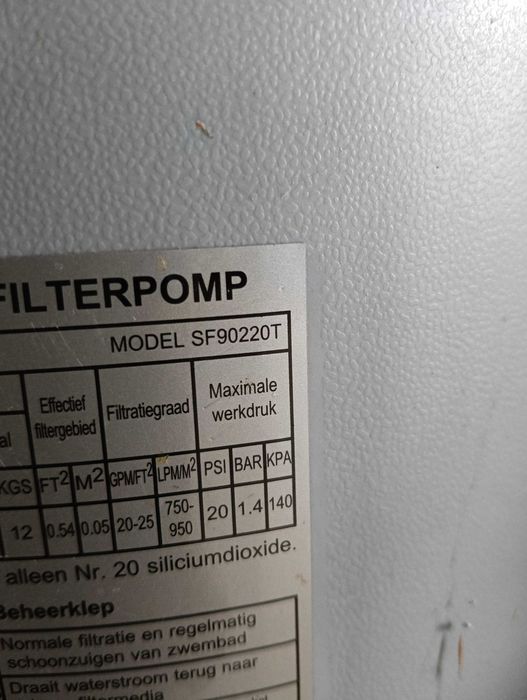 FILTERPOMP
MODEL SF90220T
Effectief
filtergebied
Filtratiegraad
Maximale
werkdruk
KGS FT² M² GPM/FT² LPM/M² PSI BAR KPA
12 0.54 0.05 20-25 750-
950 20 1.4 140
alleen Nr. 20 siliciumdioxide.
Beheerklep
Normale filtratie en regelmatig
schoonzuigen van zwembad
Draait waterstroom terug naar